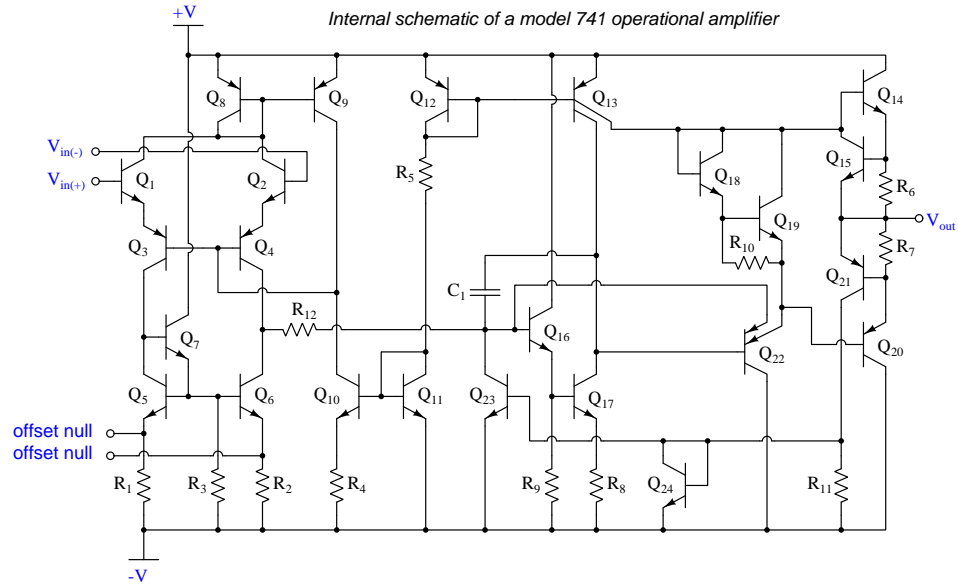 Internal schematic of a model 741 operational amplifier
+V
Q8
Q9
Q12
Q13
Q14
Vin(-)
Vin(+)
Q1
Q2
R5
Q18
Q15
R6
Q19
Vout
Q3
Q4
R10
R7
C1
Q21
R12
Q7
Q16
Q22
Q20
Q5
Q6
Q10
Q11
Q23
Q17
offset null
offset null
R1
R3
R2
R4
R9
R8
Q24
R11
-V